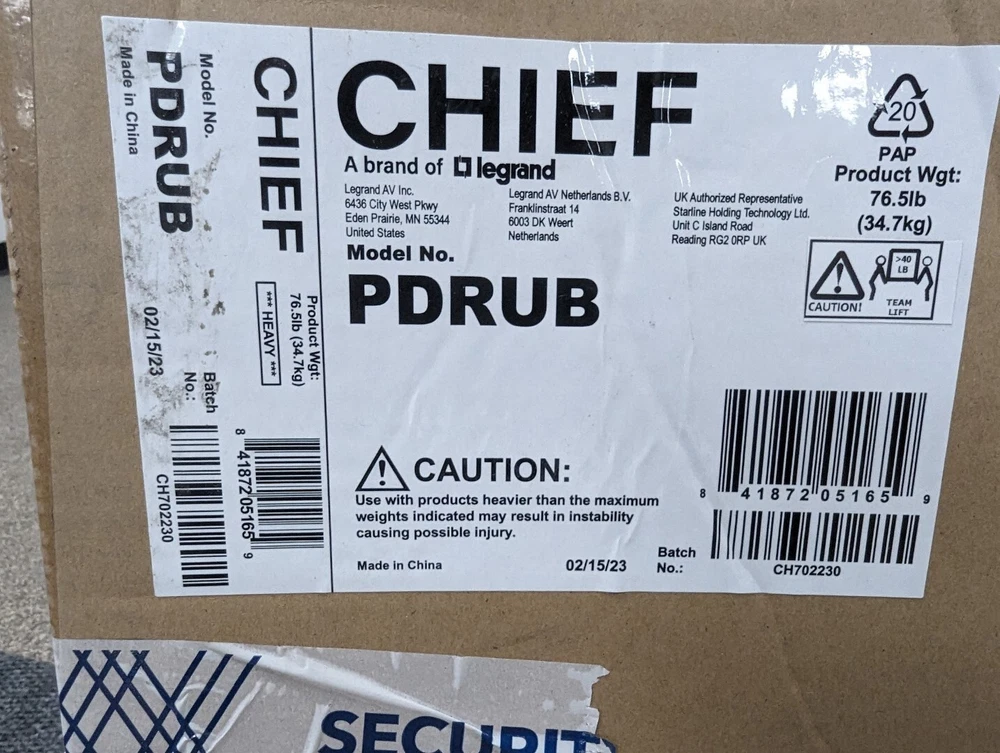 Made in China
Model No.
PDRUB
CHIEF
02/15/23
Batch
No.:
CH702230
Product Wgt:
76.5lb (34.7kg)
*** HEAVY ***
8 41872 05165 9
CHIEF
A brand of legrand
Legrand AV Inc.
6436 City West Pkwy
Eden Prairie, MN 55344
United States
Legrand AV Netherlands B.V.
Franklinstraat 14
6003 DK Weert
Netherlands
UK Authorized Representative
Starline Holding Technology Ltd.
Unit C Island Road
Reading RG2 0RP UK
20
PAP
Product Wgt:
76.5lb
(34.7kg)
>40
LB
CAUTION!
TEAM
LIFT
Model No.
PDRUB
CAUTION:
Use with products heavier than the maximum
weights indicated may result in instability
causing possible injury.
Made in China
02/15/23
8 41872 05165 9
Batch
No.:
CH702230
SECURITY